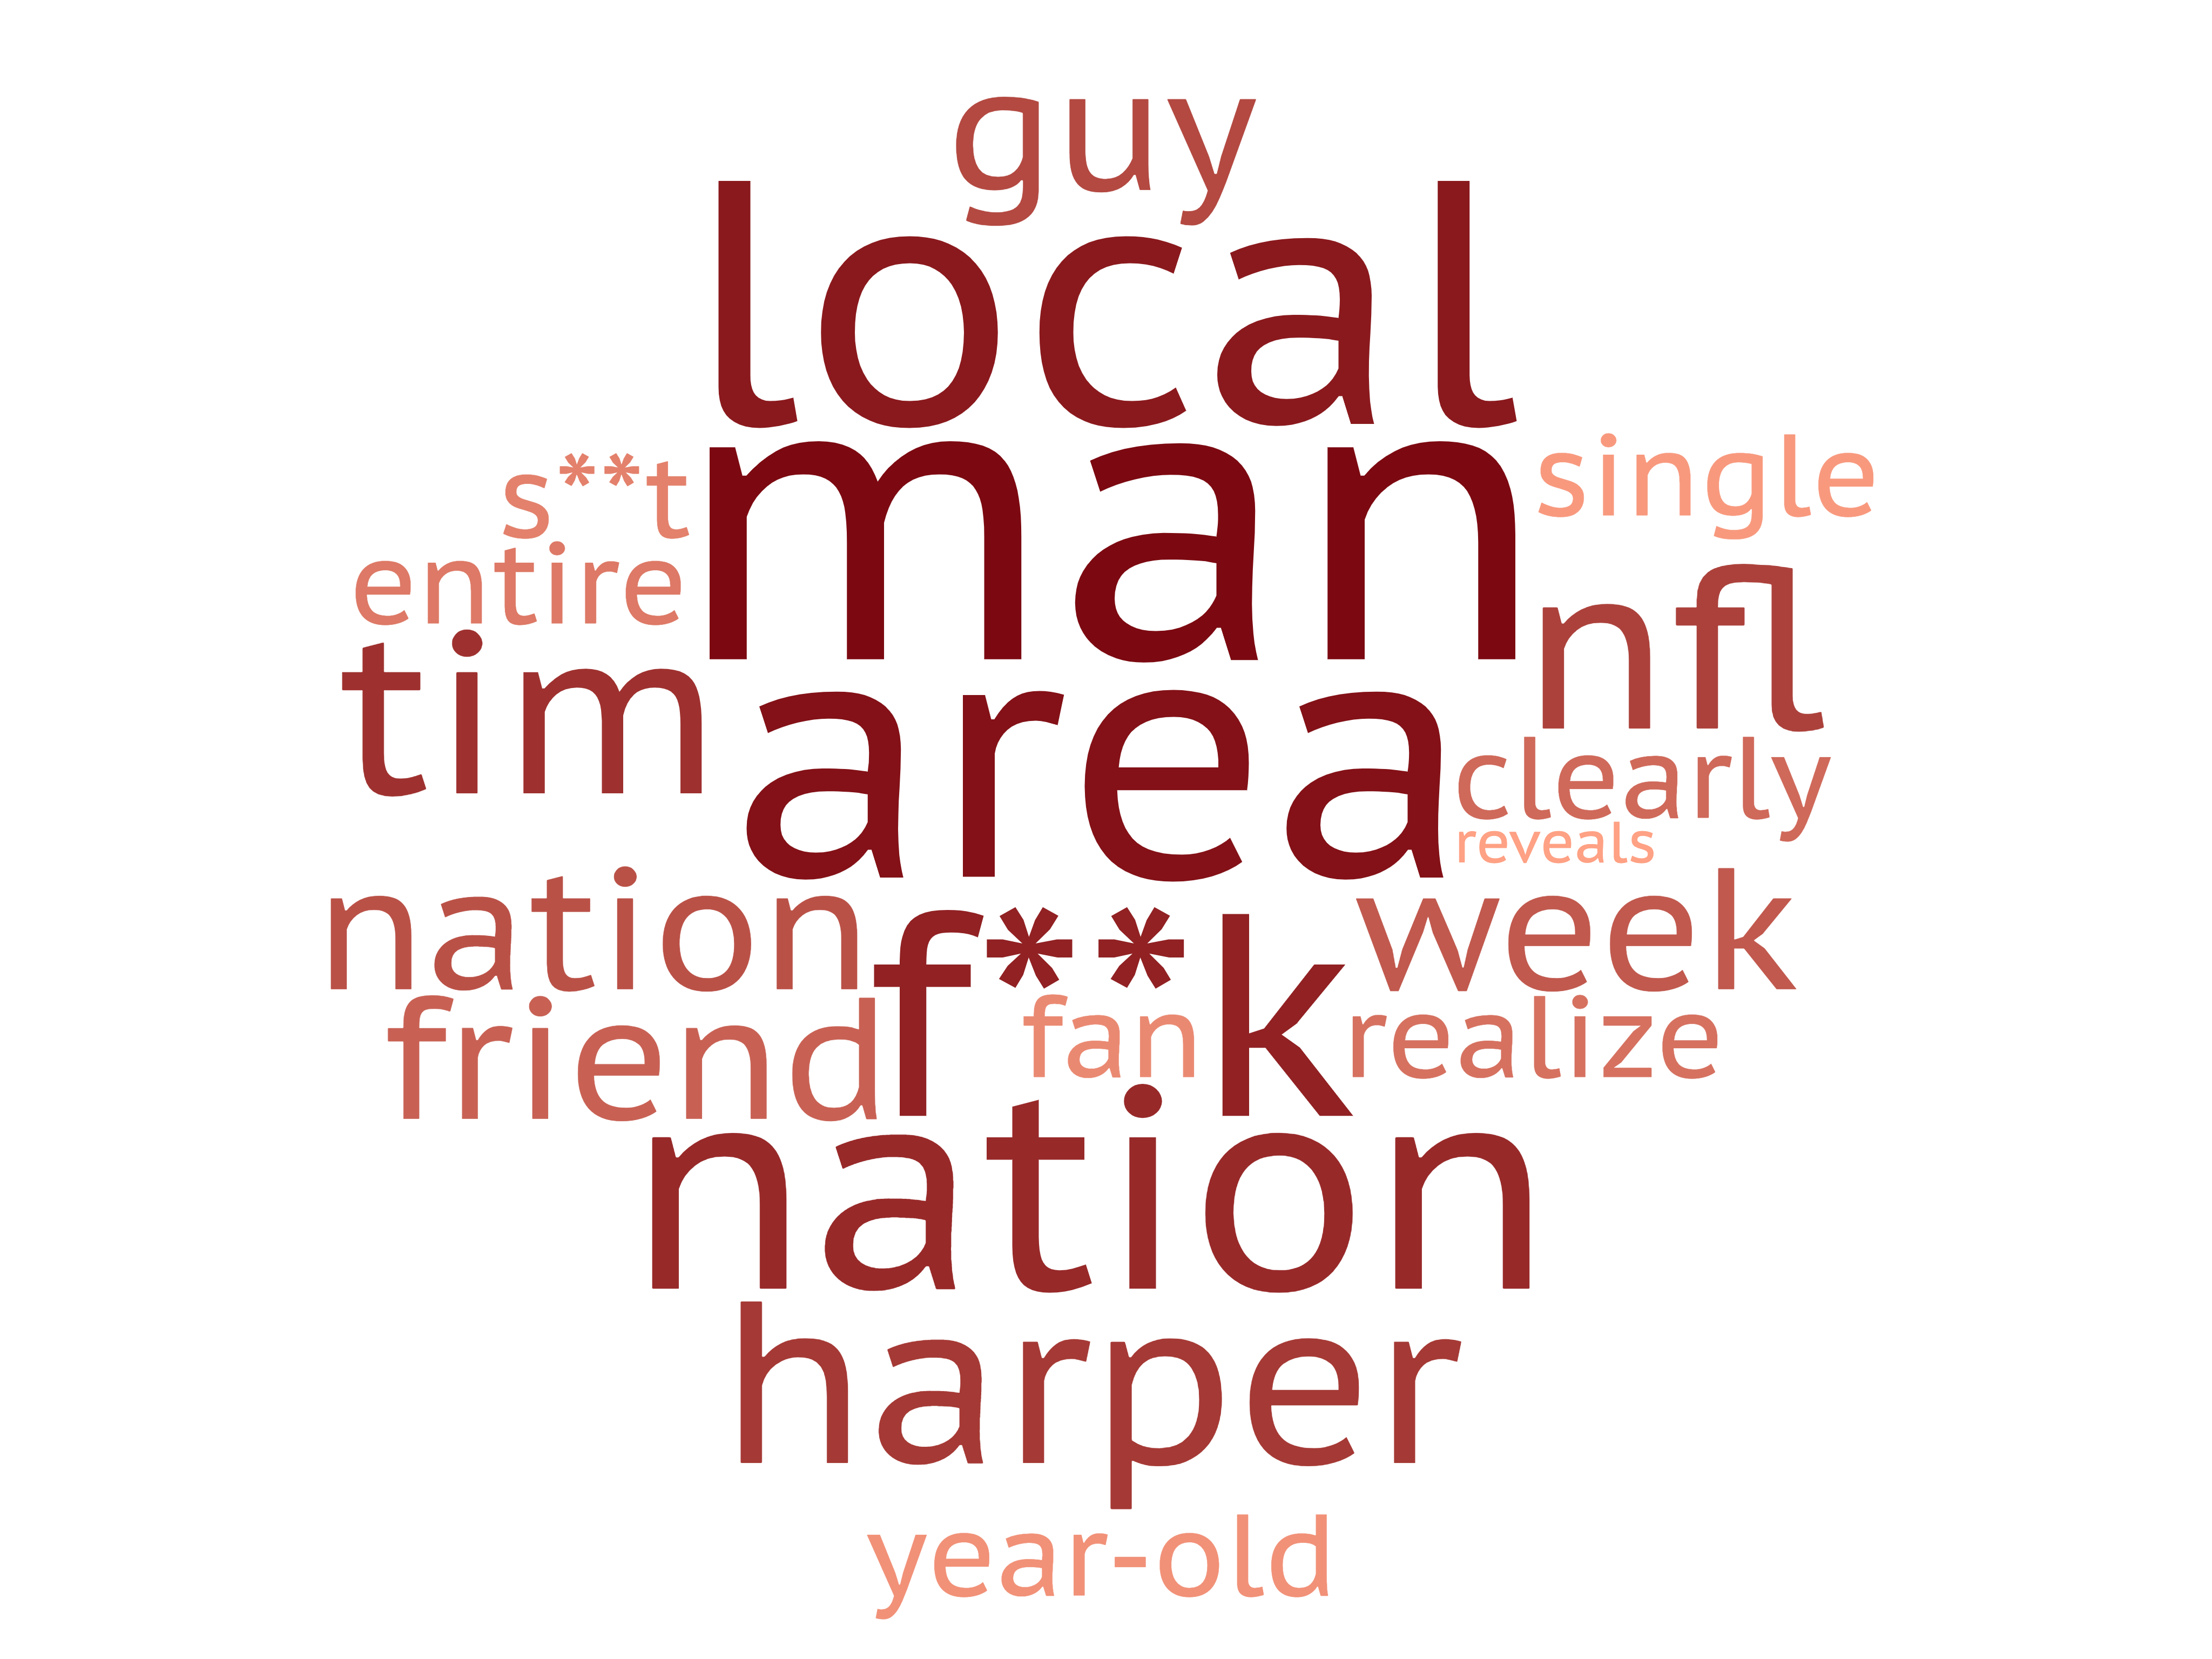 guy
local
s**t man single
entire
tim area nfl
clearly
reveals
nation f**k week
friend fan realize
nation
harper
year-old